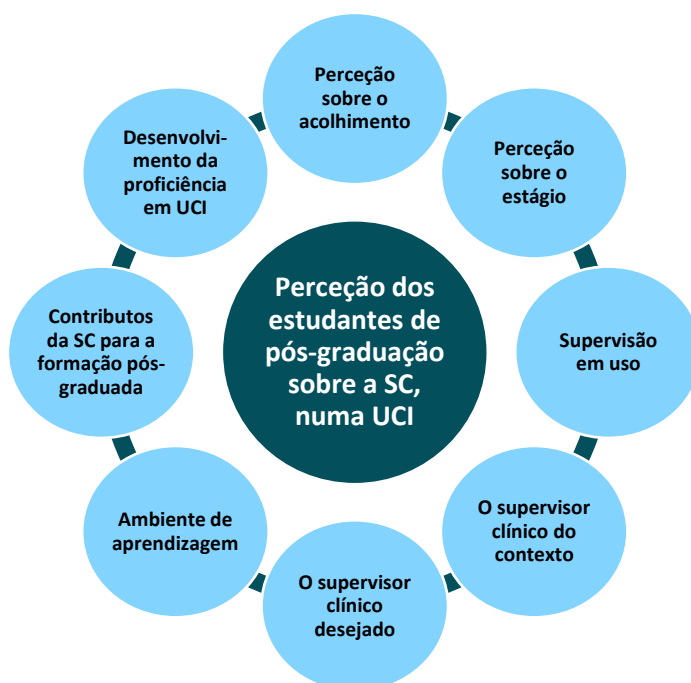 Perceção
sobre o
acolhimento
Perceção
sobre o
estágio
Supervisão
em uso
O supervisor
clínico do
contexto
O supervisor
clínico
desejado
Ambiente de
aprendizagem
Contributos
da SC para a
formação pós-
graduada
Desenvolvi-
mento da
proficiência
em UCI
Perceção dos
estudantes de
pós-graduação
sobre a SC,
numa UCI